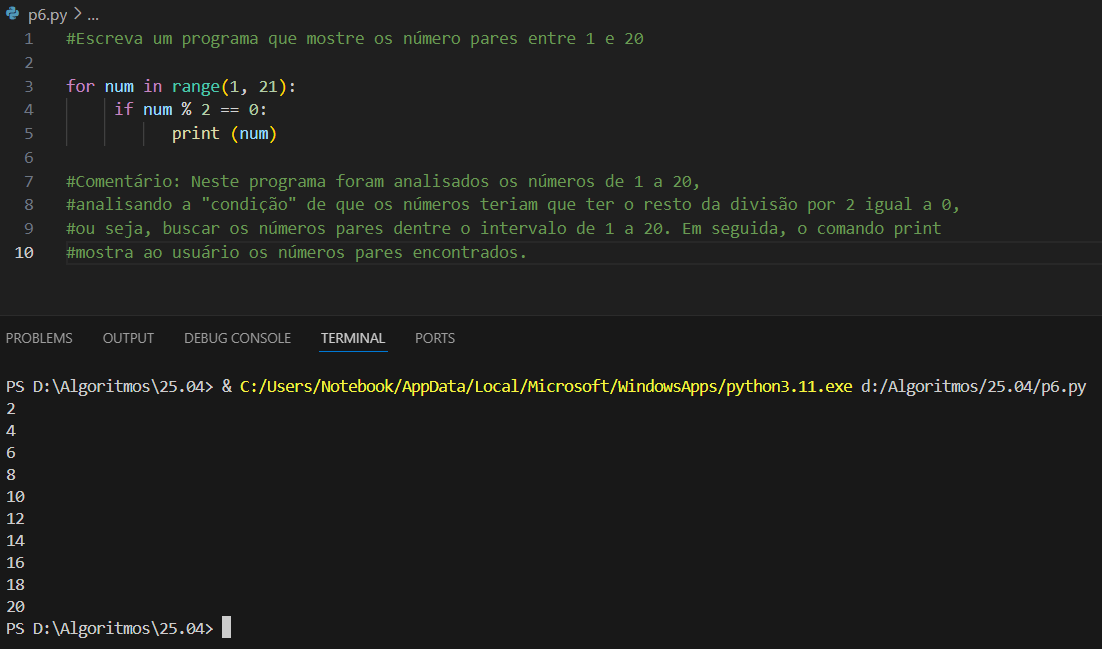 p6.py > ...
1 #Escreva um programa que mostre os número pares entre 1 e 20
2
3 for num in range(1, 21):
4 if num % 2 == 0:
5 print (num)
6
7 #Comentário: Neste programa foram analisados os números de 1 a 20,
8 #analisando a "condição" de que os números teriam que ter o resto da divisão por 2 igual a 0,
9 #ou seja, buscar os números pares dentre o intervalo de 1 a 20. Em seguida, o comando print
10 #mostra ao usuário os números pares encontrados.
PROBLEMS OUTPUT DEBUG CONSOLE TERMINAL PORTS
PS D:\Algoritmos\25.04> & C:/Users/Notebook/AppData/Local/Microsoft/WindowsApps/python3.11.exe d:/Algoritmos/25.04/p6.py
2
4
6
8
10
12
14
16
18
20
PS D:\Algoritmos\25.04>